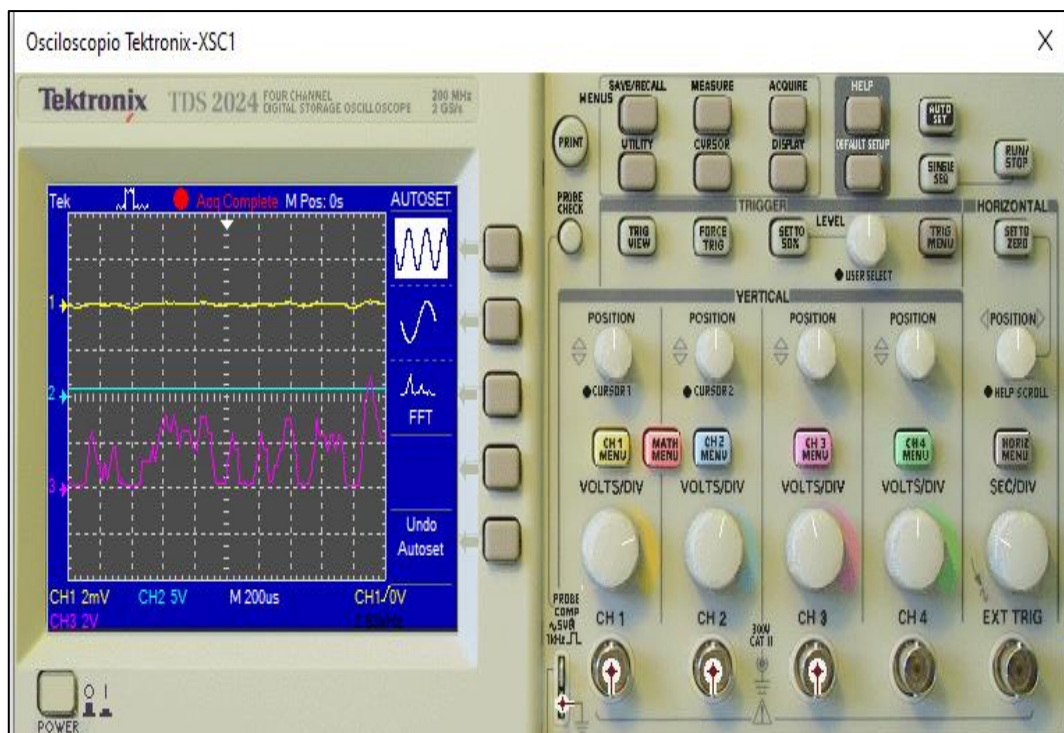 Osciloscopio Tektronix-XSC1
X
Tektronix TDS 2024 FOUR CHANNEL
DIGITAL STORAGE OSCILLOSCOPE
200 MHz
2 GS/s
Tek
Acq Complete
M Pos: 0s
AUTOSET
1
2
3
FFT
Undo
Autoset
CH1 2mV
CH2 5V
M 200us
CH1/0V
CH3 2V
POWER
O I
MENUS
SAVE/RECALL
MEASURE
ACQUIRE
HELP
AUTO
SET
PRINT
UTILITY
CURSOR
DISPLAY
DEFAULT SETUP
SINGLE
SEQ
RUN/
STOP
PROBE
CHECK
TRIGGER
HORIZONTAL
TRIG
VIEW
FORCE
TRIG
SET TO
50%
LEVEL
USER SELECT
TRIG
MENU
SET TO
ZERO
VERTICAL
POSITION
POSITION
POSITION
POSITION
POSITION
CURSOR 1
CURSOR 2
HELP SCROLL
CH 1
MENU
MATH
MENU
CH 2
MENU
CH 3
MENU
CH 4
MENU
HORIZ
MENU
VOLTS/DIV
VOLTS/DIV
VOLTS/DIV
VOLTS/DIV
SEC/DIV
PROBE
COMP
~5V@
1kHz
CH 1
CH 2
300V
CAT II
CH 3
CH 4
EXT TRIG